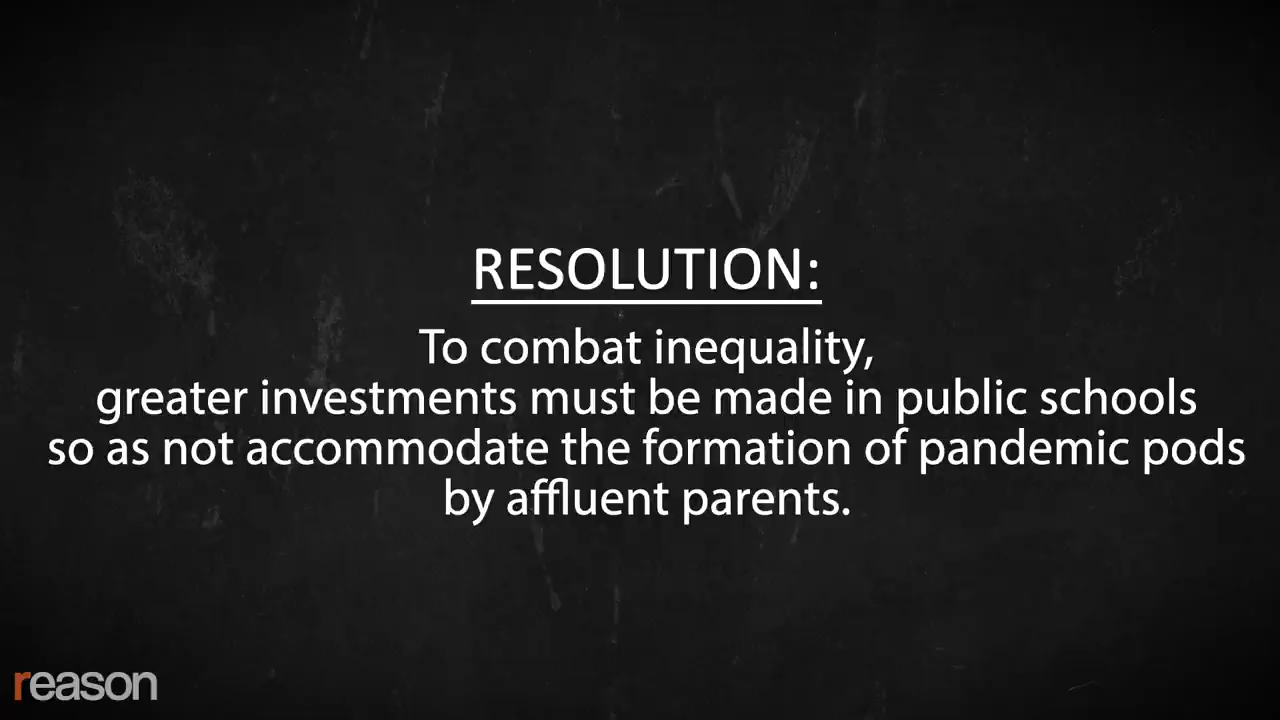 RESOLUTION:
To combat inequality,
greater investments must be made in public schools
so as not accommodate the formation of pandemic pods
by affluent parents.
reason